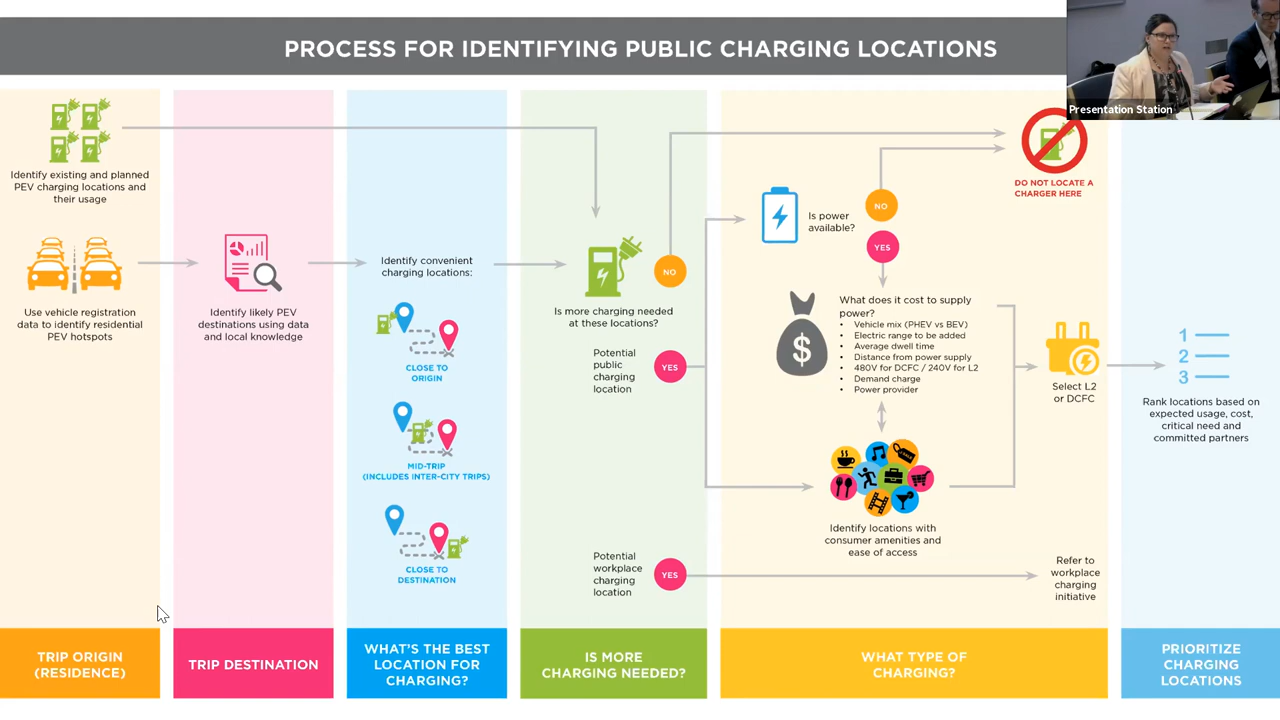 PROCESS FOR IDENTIFYING PUBLIC CHARGING LOCATIONS
Presentation Station
Identify existing and planned
PEV charging locations and
their usage
Use vehicle registration
data to identify residential
PEV hotspots
TRIP ORIGIN
(RESIDENCE)
Identify likely PEV
destinations using data
and local knowledge
TRIP DESTINATION
Identify convenient
charging locations:
CLOSE TO
ORIGIN
MID-TRIP
(INCLUDES INTER-CITY TRIPS)
CLOSE TO
DESTINATION
WHAT'S THE BEST
LOCATION FOR
CHARGING?
Is more charging needed
at these locations?
NO
Potential
public
charging
location
YES
Potential
workplace
charging
location
YES
IS MORE
CHARGING NEEDED?
Is power
available?
NO
YES
DO NOT LOCATE A
CHARGER HERE
What does it cost to supply
power?
• Vehicle mix (PHEV vs BEV)
• Electric range to be added
• Average dwell time
• Distance from power supply
• 480V for DCFC / 240V for L2
• Demand charge
• Power provider
$
Identify locations with
consumer amenities and
ease of access
Select L2
or DCFC
Refer to
workplace
charging
initiative
WHAT TYPE OF
CHARGING?
1
2
3
Rank locations based on
expected usage, cost,
critical need and
committed partners
PRIORITIZE
CHARGING
LOCATIONS